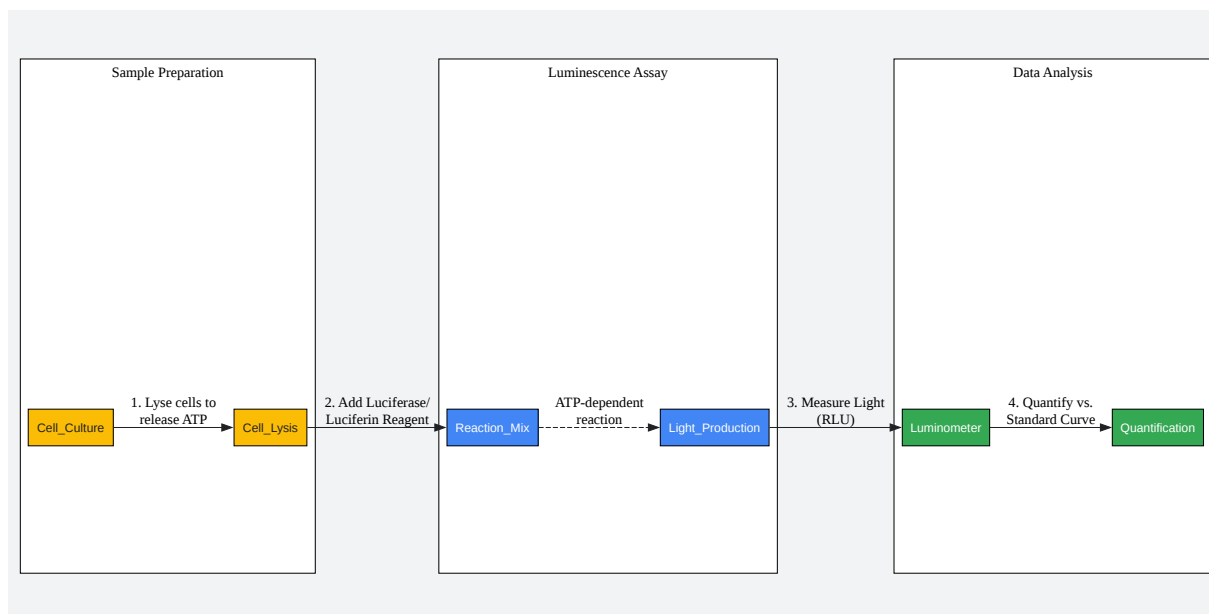 Sample Preparation
Luminescence Assay
Data Analysis
Cell_Culture
1. Lyse cells to
release ATP
Cell_Lysis
2. Add Luciferase/
Luciferin Reagent
Reaction_Mix
ATP-dependent
reaction
Light_Production
3. Measure Light
(RLU)
Luminometer
4. Quantify vs.
Standard Curve
Quantification